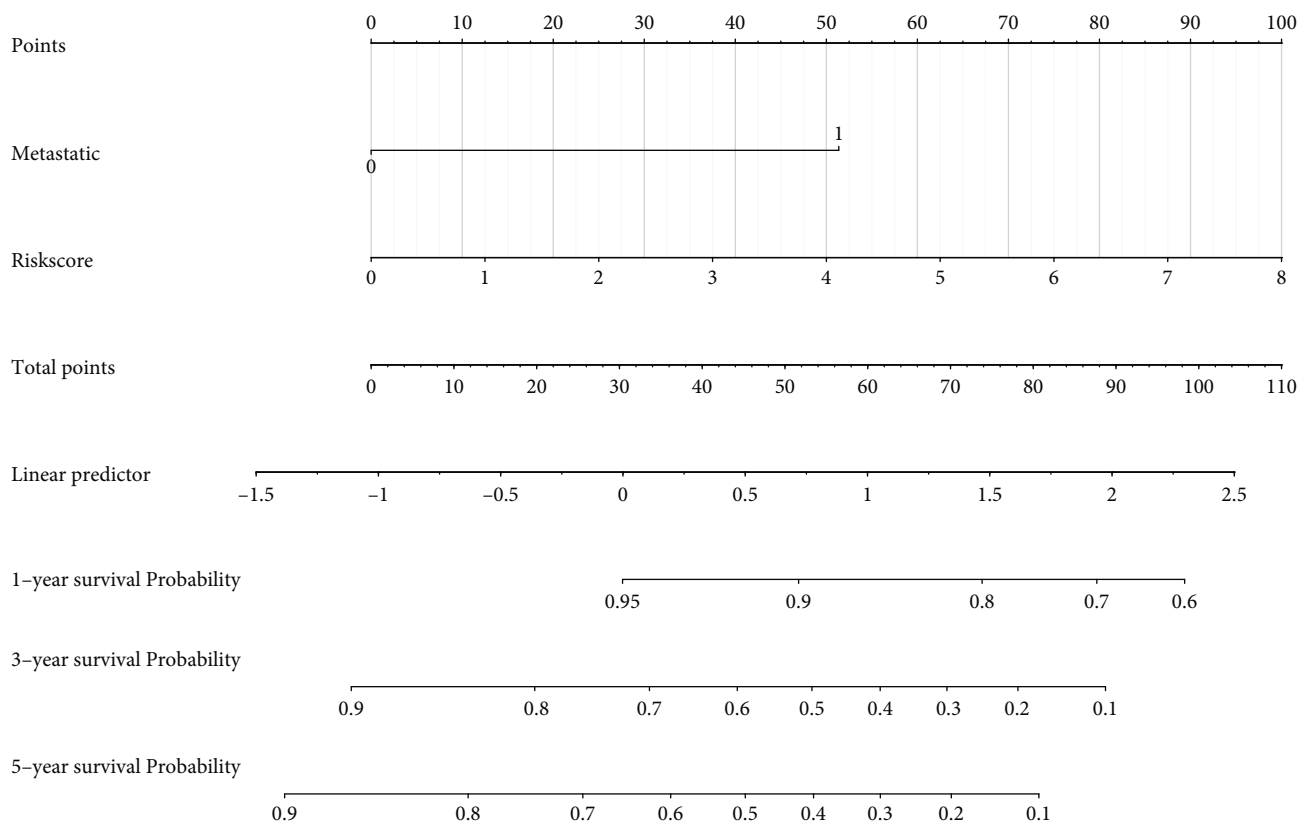 Points
0 10 20 30 40 50 60 70 80 90 100
Metastatic
0 1
Riskscore
0 1 2 3 4 5 6 7 8
Total points
0 10 20 30 40 50 60 70 80 90 100 110
Linear predictor
–1.5 –1 –0.5 0 0.5 1 1.5 2 2.5
1–year survival Probability
0.95 0.9 0.8 0.7 0.6
3–year survival Probability
0.9 0.8 0.7 0.6 0.5 0.4 0.3 0.2 0.1
5–year survival Probability
0.9 0.8 0.7 0.6 0.5 0.4 0.3 0.2 0.1